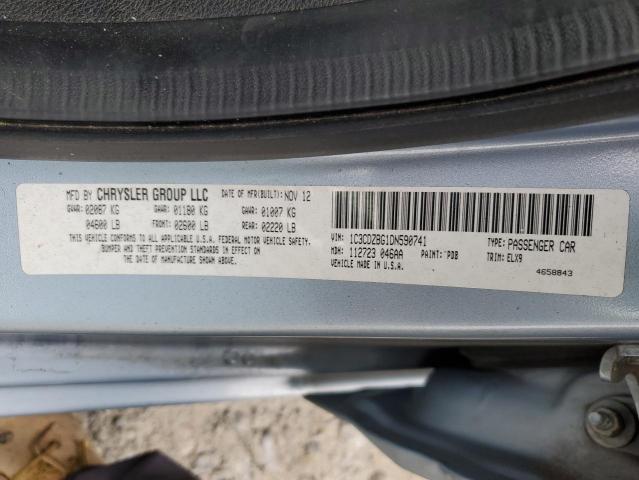 MFD BY CHRYSLER GROUP LLC DATE OF MFR(BUILT): NOV 12
GVWR: 02087 KG GAWR: 01180 KG GAWR: 01007 KG
04600 LB FRONT: 02600 LB REAR: 02220 LB
THIS VEHICLE CONFORMS TO ALL APPLICABLE U.S.A. FEDERAL MOTOR VEHICLE SAFETY,
BUMPER AND THEFT PREVENTION STANDARDS IN EFFECT ON
THE DATE OF MANUFACTURE SHOWN ABOVE.
VIN: 1C3CDZBG1DN590741 TYPE: PASSENGER CAR
MDH: 112723 046AA PAINT: PDB TRIM: ELX9
VEHICLE MADE IN U.S.A. 4658843